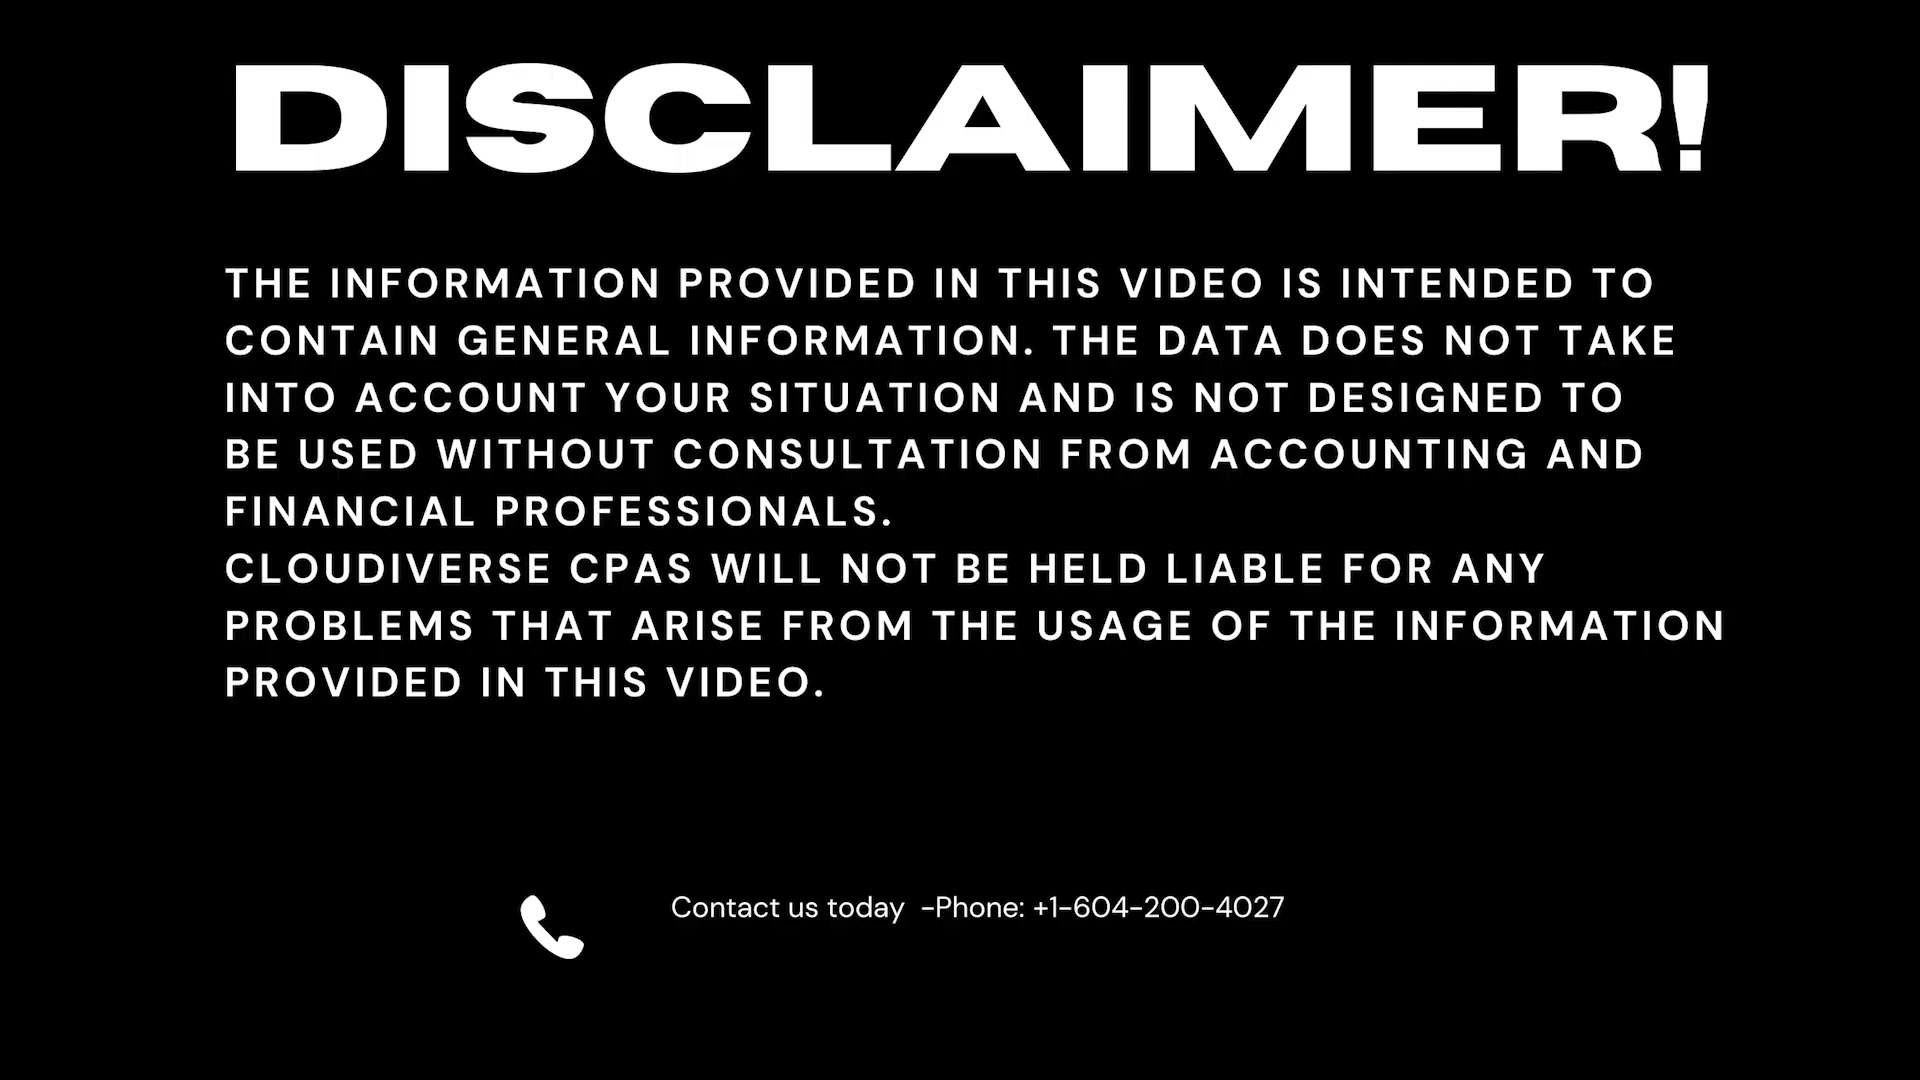 DISCLAIMER!
THE INFORMATION PROVIDED IN THIS VIDEO IS INTENDED TO
CONTAIN GENERAL INFORMATION. THE DATA DOES NOT TAKE
INTO ACCOUNT YOUR SITUATION AND IS NOT DESIGNED TO
BE USED WITHOUT CONSULTATION FROM ACCOUNTING AND
FINANCIAL PROFESSIONALS.
CLOUDIVERSE CPAS WILL NOT BE HELD LIABLE FOR ANY
PROBLEMS THAT ARISE FROM THE USAGE OF THE INFORMATION
PROVIDED IN THIS VIDEO.
Contact us today -Phone: +1-604-200-4027